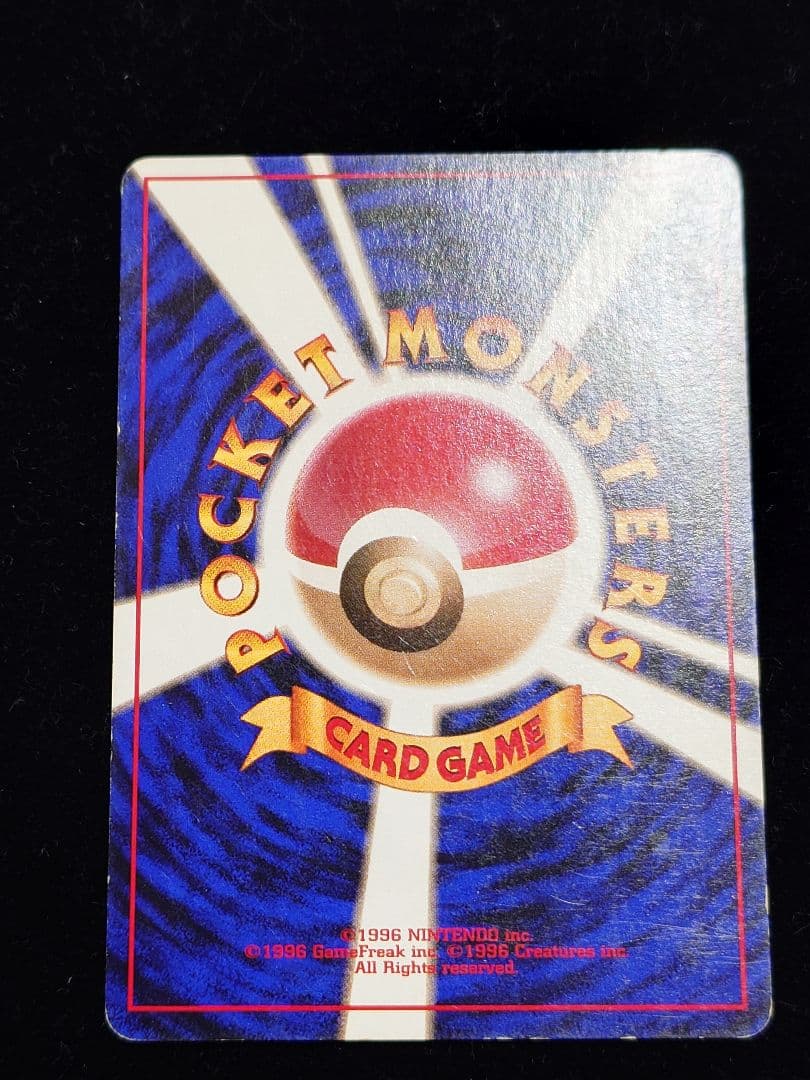 POCKET MONSTERS
CARD GAME
©1996 NINTENDO inc.
©1996 GameFreak inc. ©1996 Creatures inc.
All Rights reserved.